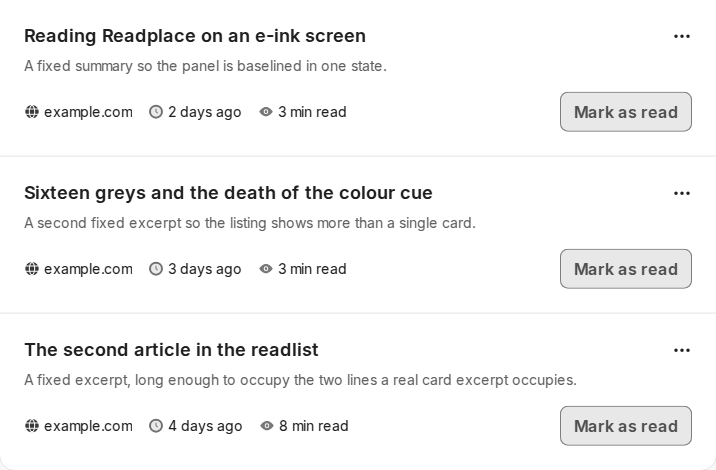 Reading Readplace on an e-ink screen
A fixed summary so the panel is baselined in one state.
example.com 2 days ago 3 min read Mark as read
Sixteen greys and the death of the colour cue
A second fixed excerpt so the listing shows more than a single card.
example.com 3 days ago 3 min read Mark as read
The second article in the readlist
A fixed excerpt, long enough to occupy the two lines a real card excerpt occupies.
example.com 4 days ago 8 min read Mark as read